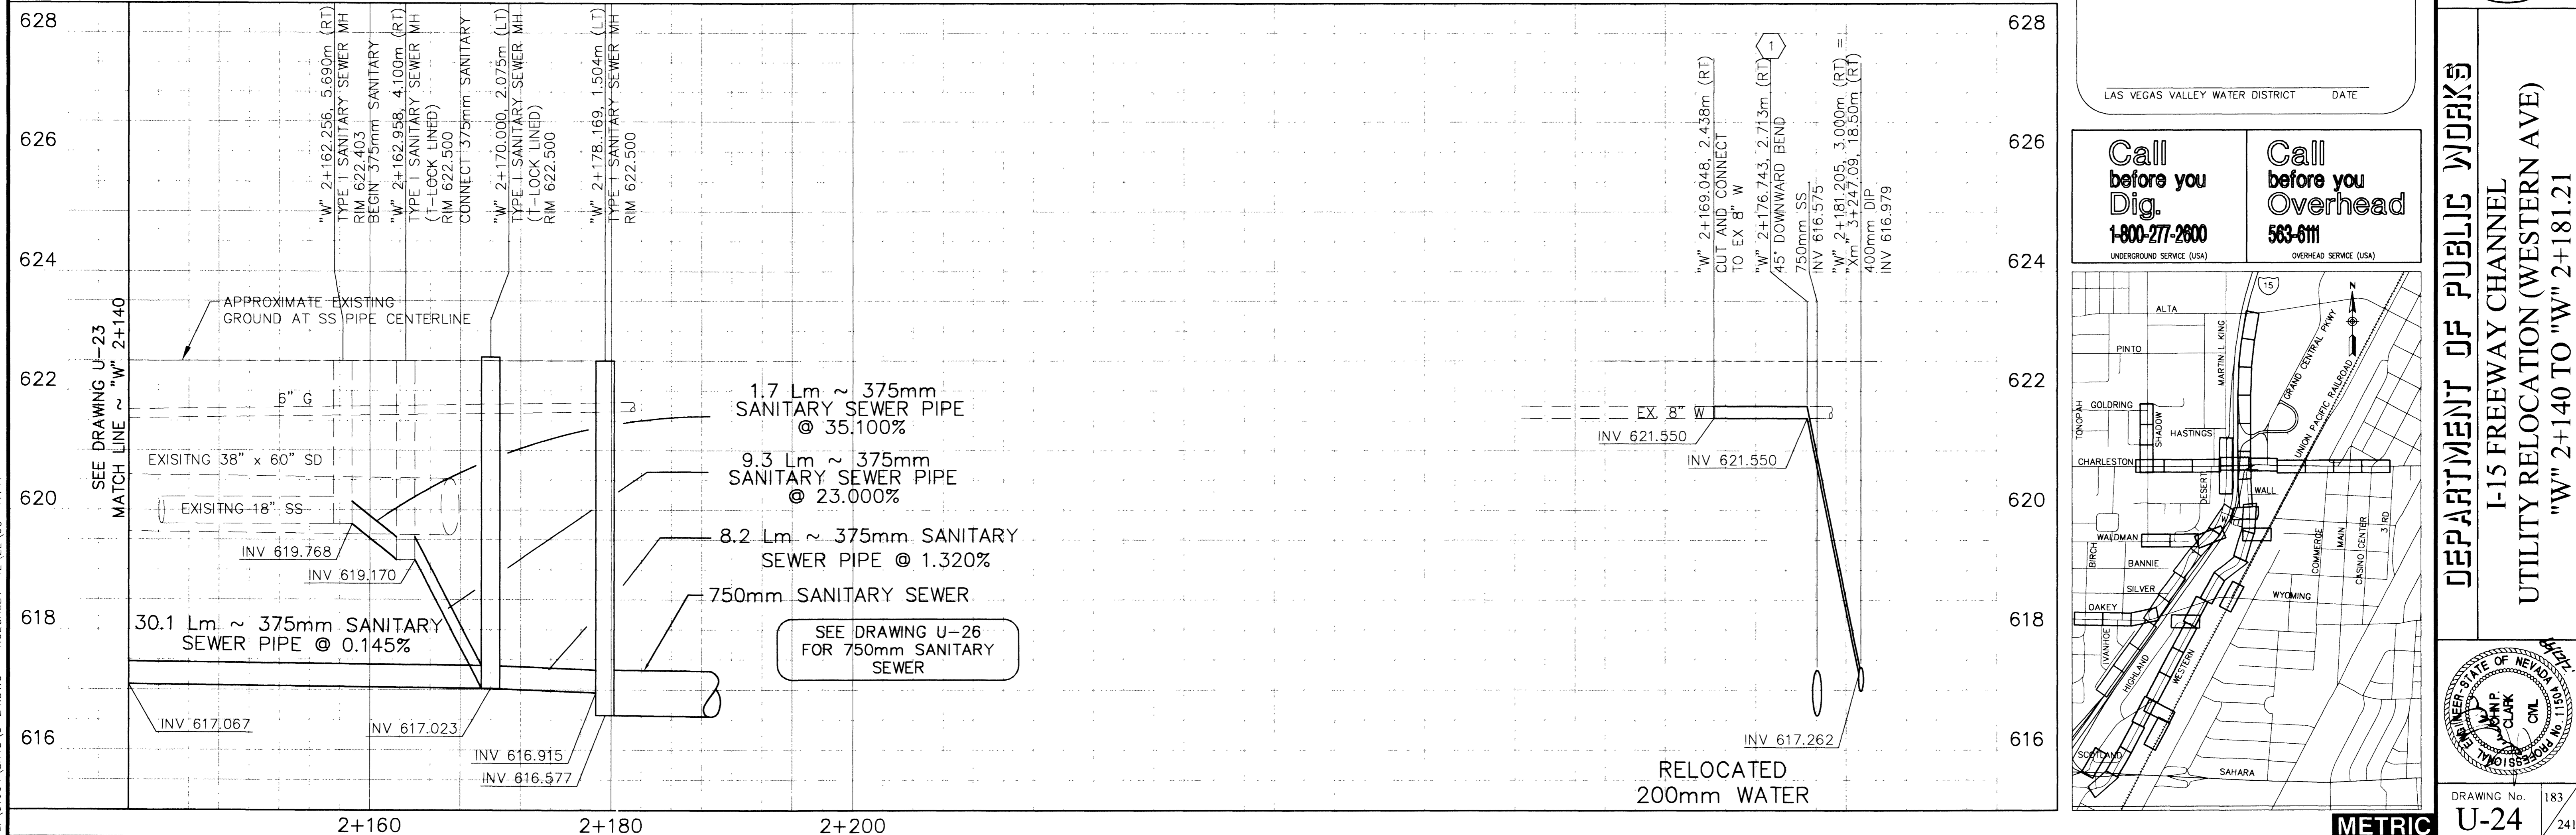 628
626
624
622
620
618
616
SEE DRAWING U-23
MATCH LINE ~ "W" 2+140
"W" 2+162.256, 5.690m (RT)
TYPE I SANITARY SEWER MH
RIM 622.403
BEGIN 375mm SANITARY
"W" 2+162.958, 4.100m (RT)
TYPE I SANITARY SEWER MH
(T-LOCK LINED)
RIM 622.500
CONNECT 375mm SANITARY
"W" 2+170.000, 2.075m (LT)
TYPE I SANITARY SEWER MH
(T-LOCK LINED)
RIM 622.500
"W" 2+178.169, 1.504m (LT)
TYPE I SANITARY SEWER MH
RIM 622.500
APPROXIMATE EXISTING
GROUND AT SS PIPE CENTERLINE
6" G
EXISITNG 38" x 60" SD
EXISITNG 18" SS
INV 619.768
INV 619.170
30.1 Lm ~ 375mm SANITARY
SEWER PIPE @ 0.145%
INV 617.067
NV 617.023
INV 616.915
INV 616.577
1.7 Lm ~ 375mm
SANITARY SEWER PIPE
@ 35.100%
9.3 Lm ~ 375mm
SANITARY SEWER PIPE
@ 23.000%
8.2 Lm ~ 375mm SANITARY
SEWER PIPE @ 1.320%
750mm SANITARY SEWER
SEE DRAWING U-26
FOR 750mm SANITARY
SEWER
2+160
2+180
2+200
"W" 2+169.048, 2.438m (RT)
CUT AND CONNECT
TO EX 8" W
1
"W" 2+176.743, 2.713m (RT)
45° DOWNWARD BEND
750mm SS
INV 616.575
"W" 2+181.205, 3.000m (RT) =
"Xm" 3+247.09, 18.50m (RT)
400mm DIP
INV 616.979
EX. 8" W
INV 621.550
INV 621.550
INV 617.262
RELOCATED
200mm WATER
628
626
624
622
620
618
616
LAS VEGAS VALLEY WATER DISTRICT DATE
Call
before you
Dig.
1-800-277-2600
UNDERGROUND SERVICE (USA)
Call
before you
Overhead
563-6111
OVERHEAD SERVICE (USA)
15
N
ALTA
PINTO
MARTIN L KING
GRAND CENTRAL PKWY
UNION PACIFIC RAILROAD
TONOPAH
GOLDRING
SHADOW
HASTINGS
CHARLESTON
DESERT
WALL
WALDMAN
BIRCH
BANNIE
SILVER
OAKEY
IVANHOE
HIGHLAND
WESTERN
WYOMING
COMMERCE
MAIN
CASINO CENTER
3 RD
SCOTLAND
SAHARA
METRIC
DEPARTMENT OF PUBLIC WORKS
I-15 FREEWAY CHANNEL
UTILITY RELOCATION (WESTERN AVE)
"W" 2+140 TO "W" 2+181.21
PROFESSIONAL ENGINEER-STATE OF NEVADA
No. 11504
JOHN P.
CLARK
CIVIL
DRAWING No.
U-24
183
241